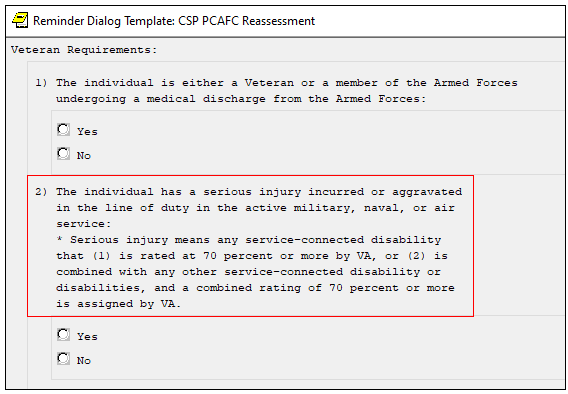 Reminder Dialog Template: CSP PCAFC Reassessment
Veteran Requirements:
1) The individual is either a Veteran or a member of the Armed Forces
undergoing a medical discharge from the Armed Forces:
Yes
No
2) The individual has a serious injury incurred or aggravated
in the line of duty in the active military, naval, or air
service:
* Serious injury means any service-connected disability
that (1) is rated at 70 percent or more by VA, or (2) is
combined with any other service-connected disability or
disabilities, and a combined rating of 70 percent or more
is assigned by VA.
Yes
No